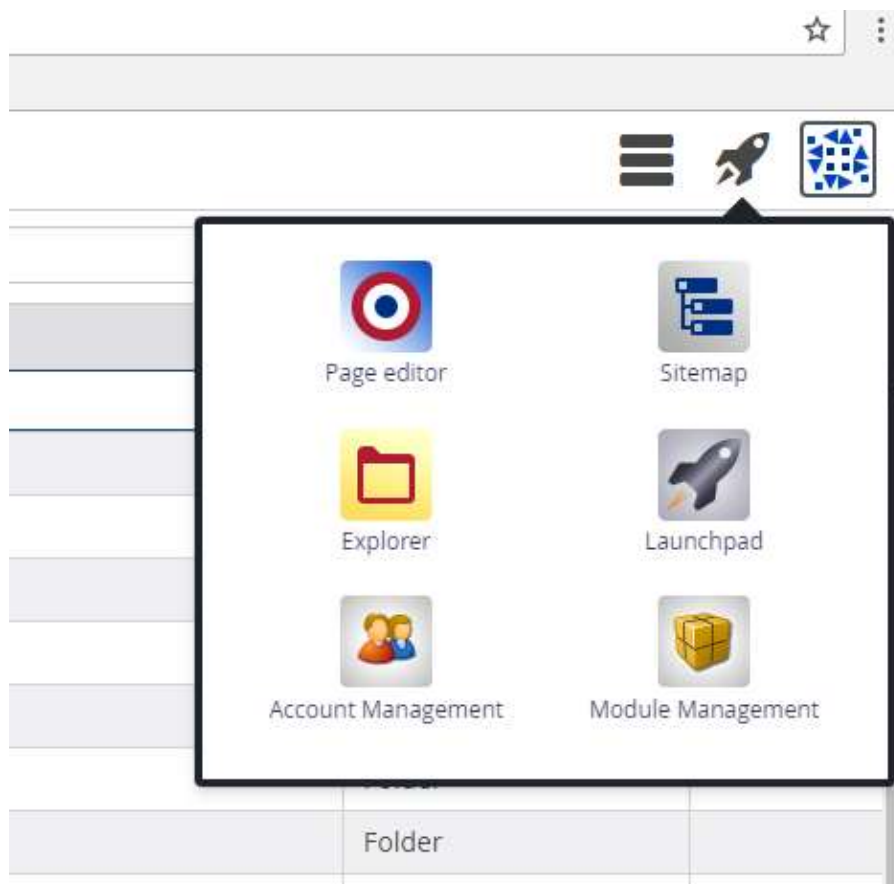 Page editor
Sitemap
Explorer
Launchpad
Account Management
Module Management
Folder